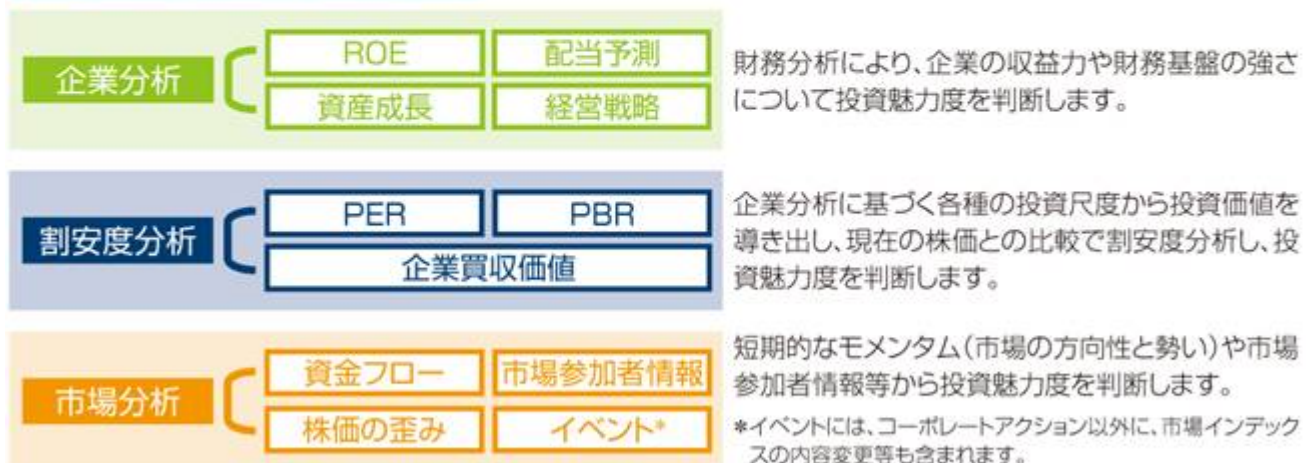 企業分析
ROE
配当予測
資産成長
経営戦略
財務分析により、企業の収益力や財務基盤の強さ
について投資魅力度を判断します。
割安度分析
PER
PBR
企業買収価値
企業分析に基づく各種の投資尺度から投資価値を
導き出し、現在の株価との比較で割安度分析し、投
資魅力度を判断します。
市場分析
資金フロー
市場参加者情報
株価の歪み
イベント*
短期的なモメンタム(市場の方向性と勢い)や市場
参加者情報等から投資魅力度を判断します。
*イベントには、コーポレートアクション以外に、市場インデック
スの内容変更等も含まれます。